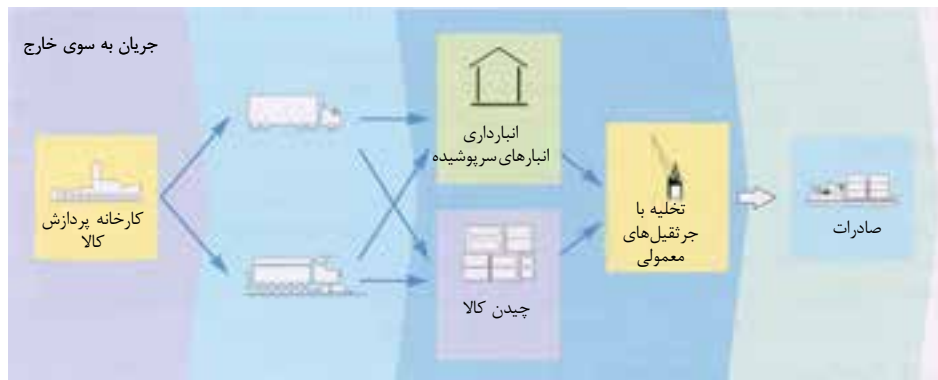 جریان به سوی خارج
کارخانه پردازش
کالا
انبارداری
انبارهای سرپوشیده
چیدن کالا
تخلیه با
جرثقیل‌های
معمولی
صادرات